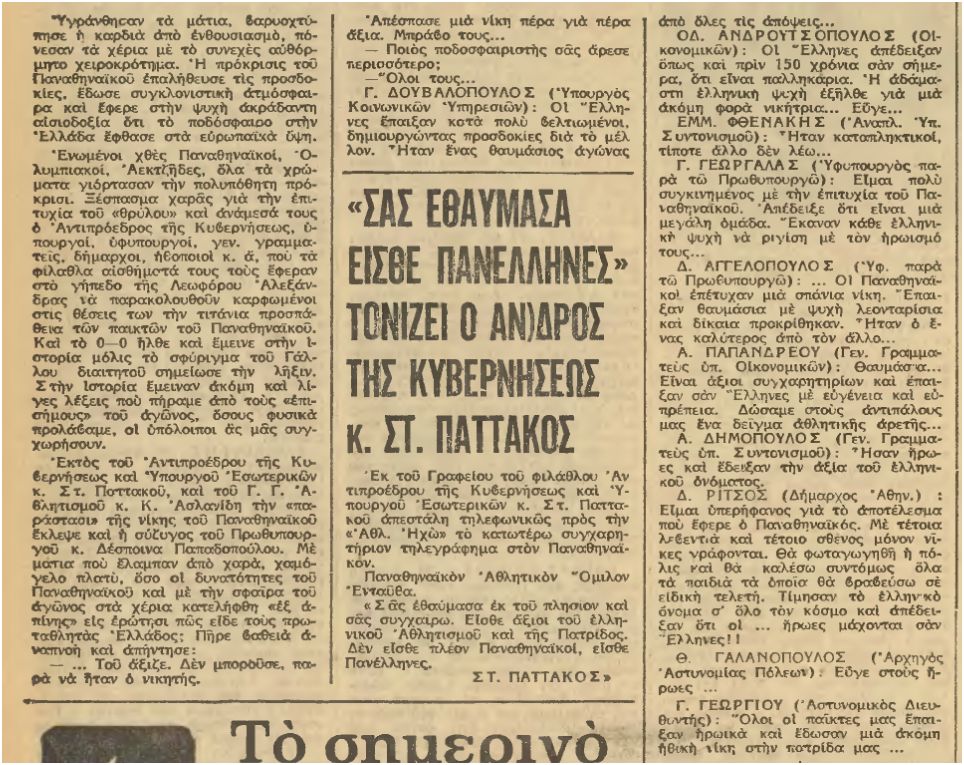 Ὑγράνθηκαν τὰ μάτια, βαρυοχτύ-
πησε ἡ καρδιὰ ἀπὸ ἐνθουσιασμό, πό-
νεσαν τὰ χέρια μὲ τὸ συνεχὲς αὐθόρ-
μητο χειροκρότημα. Ἡ πρόκρισις τοῦ
Παναθηναϊκοῦ ἐπαλήθευσε τὶς προσδο-
κίες, ἔδωσε συγκλονιστικὴ ἀτμόσφαι-
ρα καὶ ἔφερε στὴν ψυχὴ ἀκράδαντη
αἰσιοδοξία ὅτι τὸ ποδόσφαιρο στὴν
Ἑλλάδα ἔφθασε στὰ εὐρωπαϊκὰ ὕψη.
Ἑνωμένοι χθὲς Παναθηναϊκοί, Ὀ-
λυμπιακοί, Ἀεκτζῆδες, ὅλα τὰ χρώ-
ματα γιόρτασαν τὴν πολυπόθητη πρό-
κρισι. Ξέσπασμα χαρᾶς γιὰ τὴν ἐπι-
τυχία τοῦ «θρύλου» καὶ ἀνάμεσά τους
ὁ Ἀντιπρόεδρος τῆς Κυβερνήσεως, ὑ-
πουργοί, ὑφυπουργοί, γεν. γραμμα-
τεῖς, δήμαρχοι, ἠθοποιοὶ κ. ἄ. ποὺ τὰ
φίλαθλα αἰσθήματά τους τοὺς ἔφεραν
στὸ γήπεδο τῆς Λεωφόρου Ἀλεξάν-
δρας νὰ παρακολουθοῦν καρφωμένοι
στὶς θέσεις των τὴν τιτάνια προσπά-
θεια τῶν παικτῶν τοῦ Παναθηναϊκοῦ.
Καὶ τὸ 0—0 ἦλθε καὶ ἔμεινε στὴν ἱ-
στορία μόλις τὸ σφύριγμα τοῦ Γάλ-
λου διαιτητοῦ σημείωσε τὴν λῆξιν.
Στὴν ἱστορία ἔμειναν ἀκόμη καὶ λί-
γες λέξεις ποὺ πήραμε ἀπὸ τοὺς «ἐπι-
σήμους» τοῦ ἀγῶνος, ὅσους φυσικὰ
προλάβαμε, οἱ ὑπόλοιποι ἂς μᾶς συγ-
χωρήσουν.
Ἐκτὸς τοῦ Ἀντιπροέδρου τῆς Κυ-
βερνήσεως καὶ Ὑπουργοῦ Ἐσωτερικῶν
κ. Στ. Παττακοῦ, καὶ τοῦ Γ. Γ. Ἀ-
θλητισμοῦ κ. Κ. Ἀσλανίδη τὴν «πα-
ράστασι» τῆς νίκης τοῦ Παναθηναϊκοῦ
ἔκλεψε καὶ ἡ σύζυγος τοῦ Πρωθυπουρ-
γοῦ κ. Δέσποινα Παπαδοπούλου. Μὲ
μάτια ποὺ ἔλαμπαν ἀπὸ χαρά, χαμό-
γελο πλατύ, ὅσο οἱ δυνατότητες τοῦ
Παναθηναϊκοῦ καὶ μὲ τὴν σφαῖρα τοῦ
ἀγῶνος στὰ χέρια κατελήφθη «ἐξ ἀ-
πίνης» εἰς ἐρώτησι πῶς εἶδε τοὺς πρω-
ταθλητὰς Ἑλλάδος: Πῆρε βαθειὰ ἀ-
ναπνοὴ καὶ ἀπήντησε:
— ... Τοῦ ἄξιζε. Δὲν μποροῦσε, πα-
ρὰ νὰ ἦταν ὁ νικητής.
Ἀπέσπασε μιὰ νίκη πέρα γιὰ πέρα
ἄξια. Μπράβο τους...
— Ποιὸς ποδοσφαιριστὴς σᾶς ἄρεσε
περισσότερο;
—Ὅλοι τους...
Γ. ΔΟΥΒΑΛΟΠΟΥΛΟΣ (Ὑπουργὸς
Κοινωνικῶν Ὑπηρεσιῶν): Οἱ Ἕλλη-
νες ἔπαιξαν κατὰ πολὺ βελτιωμένοι,
δημιουργώντας προσδοκίες διὰ τὸ μέλ
λον. Ἦταν ἕνας θαυμάσιος ἀγώνας
«ΣΑΣ ΕΘΑΥΜΑΣΑ
ΕΙΣΘΕ ΠΑΝΕΛΛΗΝΕΣ»
ΤΟΝΙΖΕΙ Ο ΑΝ)ΔΡΟΣ
ΤΗΣ ΚΥΒΕΡΝΗΣΕΩΣ
κ. ΣΤ. ΠΑΤΤΑΚΟΣ
Ἐκ τοῦ Γραφείου τοῦ φιλάθλου Ἀν
τιπροέδρου τῆς Κυβερνήσεως καὶ Ὑ-
πουργοῦ Ἐσωτερικῶν κ. Στ. Παττα-
κοῦ ἀπεστάλη τηλεφωνικῶς πρὸς τὴν
«Ἀθλ. Ἠχὼ» τὸ κατωτέρω συγχαρη-
τήριον τηλεγράφημα στὸν Παναθηναϊ-
κόν.
Παναθηναϊκὸν Ἀθλητικὸν Ὅμιλον
Ἐνταῦθα.
«Σᾶς ἐθαύμασα ἐκ τοῦ πλησίον καὶ
σᾶς συγχαίρω. Εἶσθε ἄξιοι τοῦ ἑλλη-
νικοῦ Ἀθλητισμοῦ καὶ τῆς Πατρίδος.
Δὲν εἶσθε πλέον Παναθηναϊκοί, εἶσθε
Πανέλληνες.
ΣΤ. ΠΑΤΤΑΚΟΣ»
Τὸ σημερινὸ
ἀπὸ ὅλες τὶς ἀπόψεις...
ΟΔ. ΑΝΔΡΟΥΤΣΟΠΟΥΛΟΣ (Οἰ-
κονομικῶν): Οἱ Ἕλληνες ἀπέδειξαν
ὅπως καὶ πρὶν 150 χρόνια σὰν σήμε-
ρα, ὅτι εἶναι παλληκάρια. Ἡ ἀδάμα-
στη ἑλληνικὴ ψυχὴ ἐξῆλθε γιὰ μιὰ
ἀκόμη φορὰ νικήτρια... Εὖγε...
ΕΜΜ. ΦΘΕΝΑΚΗΣ (Ἀναπλ. Ὑπ.
Συντονισμοῦ): Ἦταν καταπληκτικοί,
τίποτε ἄλλο δὲν λέω...
Γ. ΓΕΩΡΓΑΛΑΣ (Ὑφυπουργὸς πα-
ρὰ τῷ Πρωθυπουργῷ): Εἶμαι πολὺ
συγκινημένος μὲ τὴν ἐπιτυχία τοῦ Πα-
ναθηναϊκοῦ. Ἀπέδειξε ὅτι εἶναι μιὰ
μεγάλη ὁμάδα. Ἔκαναν κάθε ἑλληνι-
κὴ ψυχὴ νὰ ριγίση μὲ τὸν ἡρωισμό
τους...
Δ. ΑΓΓΕΛΟΠΟΥΛΟΣ (Ὑφ. παρὰ
τῷ Πρωθυπουργῷ): ... Οἱ Παναθηναϊ-
κοὶ ἐπέτυχαν μιὰ σπάνια νίκη. Ἔπαι-
ξαν θαυμάσια μὲ ψυχὴ λεονταρίσια
καὶ δίκαια προκρίθηκαν. Ἦταν ὁ ἕ-
νας καλύτερος ἀπὸ τὸν ἄλλο...
Α. ΠΑΠΑΝΔΡΕΟΥ (Γεν. Γραμμα-
τεὺς ὑπ. Οἰκονομικῶν): Θαυμάσια...
Εἶναι ἄξιοι συγχαρητηρίων καὶ ἔπαι-
ξαν σὰν Ἕλληνες μὲ εὐγένεια καὶ εὐ-
πρέπεια. Δώσαμε στοὺς ἀντιπάλους
μας ἕνα δεῖγμα ἀθλητικῆς ἀρετῆς...
Α. ΔΗΜΟΠΟΥΛΟΣ (Γεν. Γραμμα-
τεὺς ὑπ. Συντονισμοῦ): Ἦσαν ἥρω-
ες καὶ ἔδειξαν τὴν ἀξία τοῦ ἑλληνι-
κοῦ ὀνόματος.
Δ. ΡΙΤΣΟΣ (Δήμαρχος Ἀθην.) :
Εἶμαι ὑπερήφανος γιὰ τὸ ἀποτέλεσμα
ποὺ ἔφερε ὁ Παναθηναϊκός. Μὲ τέτοια
λεβεντιὰ καὶ τέτοιο σθένος μόνον νί-
κες γράφονται. Θὰ φωταγωγηθῆ ἡ πό-
λις καὶ θὰ καλέσω συντόμως ὅλα
τὰ παιδιὰ τὰ ὁποῖα θὰ βραβεύσω σὲ
εἰδικὴ τελετή. Τίμησαν τὸ ἑλληνικὸ
ὄνομα σ' ὅλο τὸν κόσμο καὶ ἀπέδει-
ξαν ὅτι οἱ ... ἥρωες μάχονται σὰν
Ἕλληνες!!
Θ. ΓΑΛΑΝΟΠΟΥΛΟΣ (Ἀρχηγὸς
Ἀστυνομίας Πόλεων): Εὖγε στοὺς ἥ-
ρωες ...
Γ. ΓΕΩΡΓΙΟΥ (Ἀστυνομικὸς Διευ-
θυντής): Ὅλοι οἱ παῖκτες μας ἔπαι-
ξαν ἡρωικὰ καὶ ἔδωσαν μιὰ ἀκόμη
ἠθικὴ νίκη στὴν πατρίδα μας ...